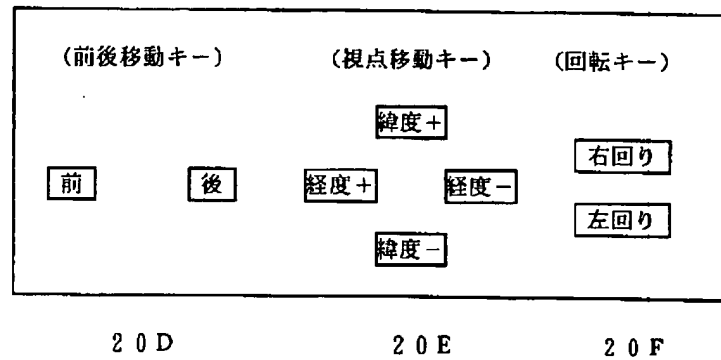 (前後移動キー) (視点移動キー) (回転キー)
緯度+
右回り
前 後 経度+ 経度-
左回り
緯度-
20D 20E 20F